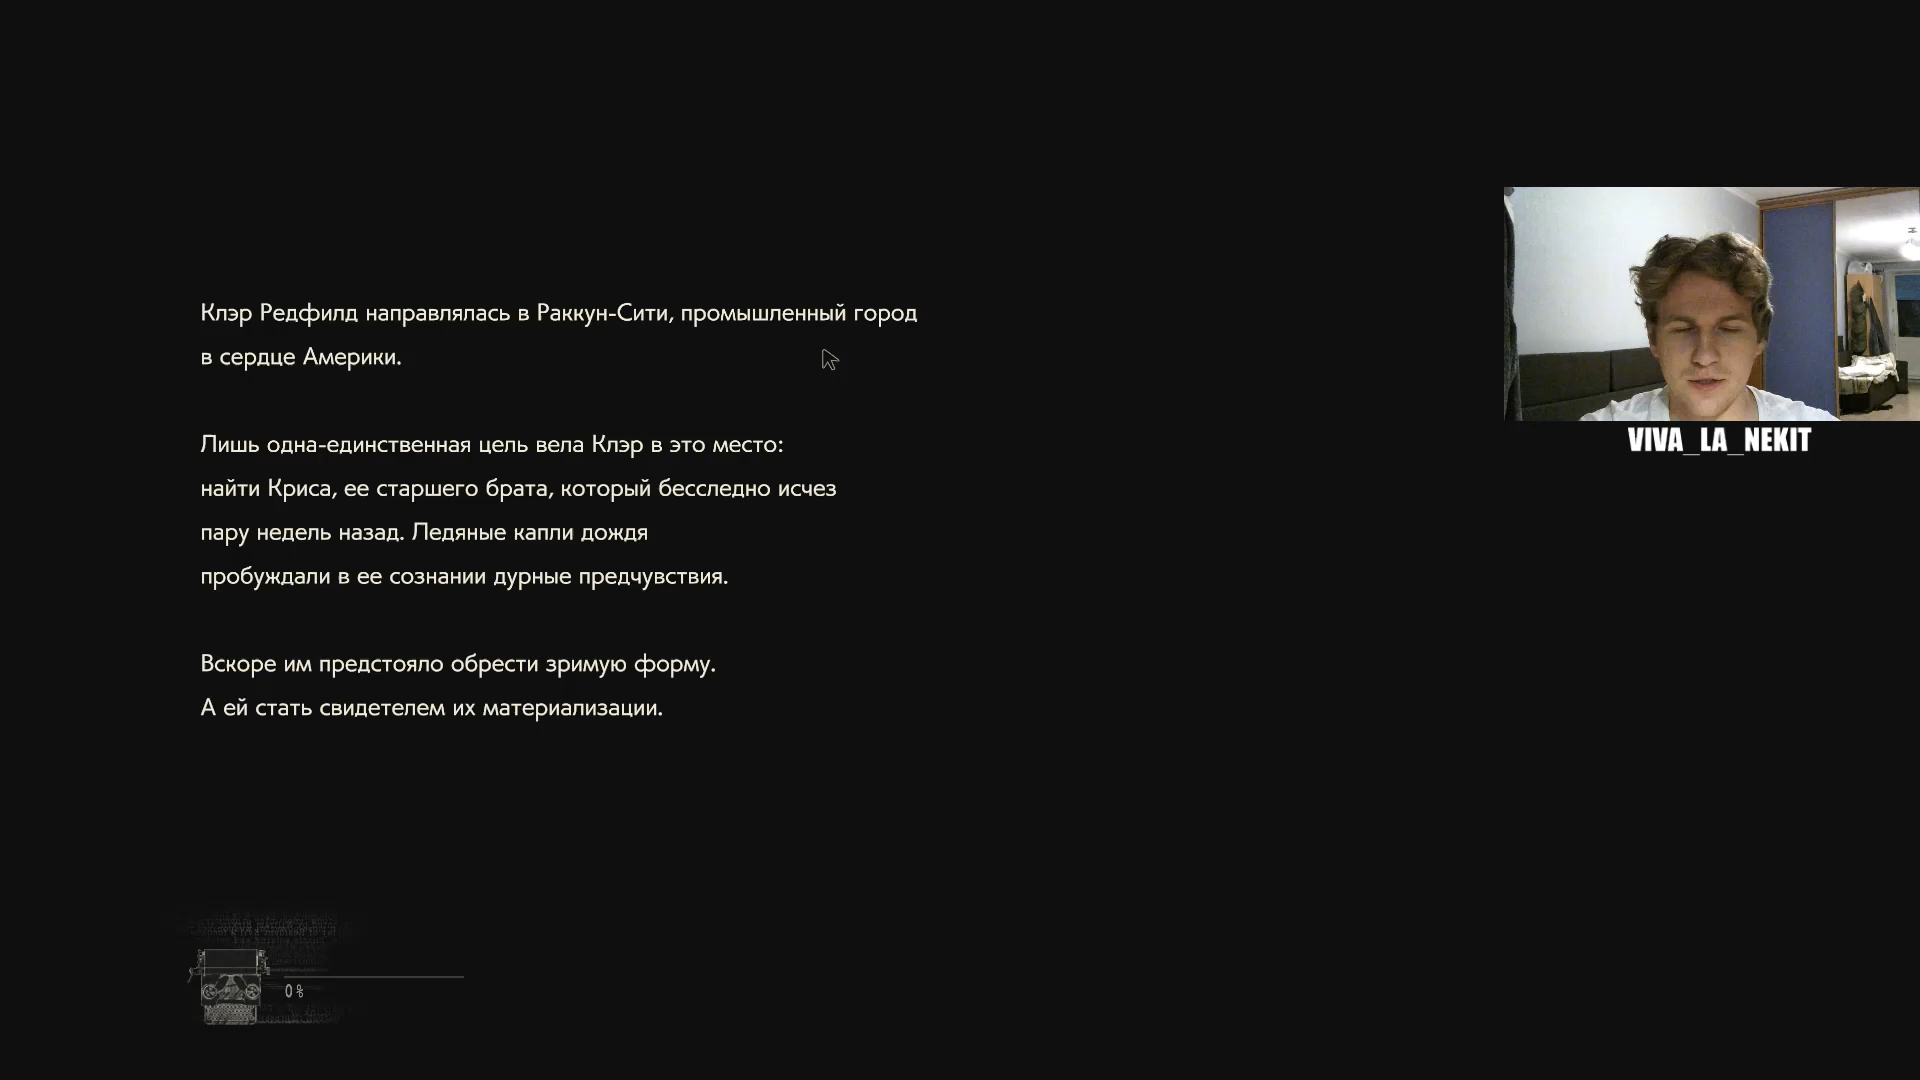 Клэр Редфилд направлялась в Раккун-Сити, промышленный город
в сердце Америки.
Лишь одна-единственная цель вела Клэр в это место:
найти Криса, ее старшего брата, который бесследно исчез
пару недель назад. Ледяные капли дождя
пробуждали в ее сознании дурные предчувствия.
Вскоре им предстояло обрести зримую форму.
А ей стать свидетелем их материализации.
VIVA_LA_NEKIT
0 %